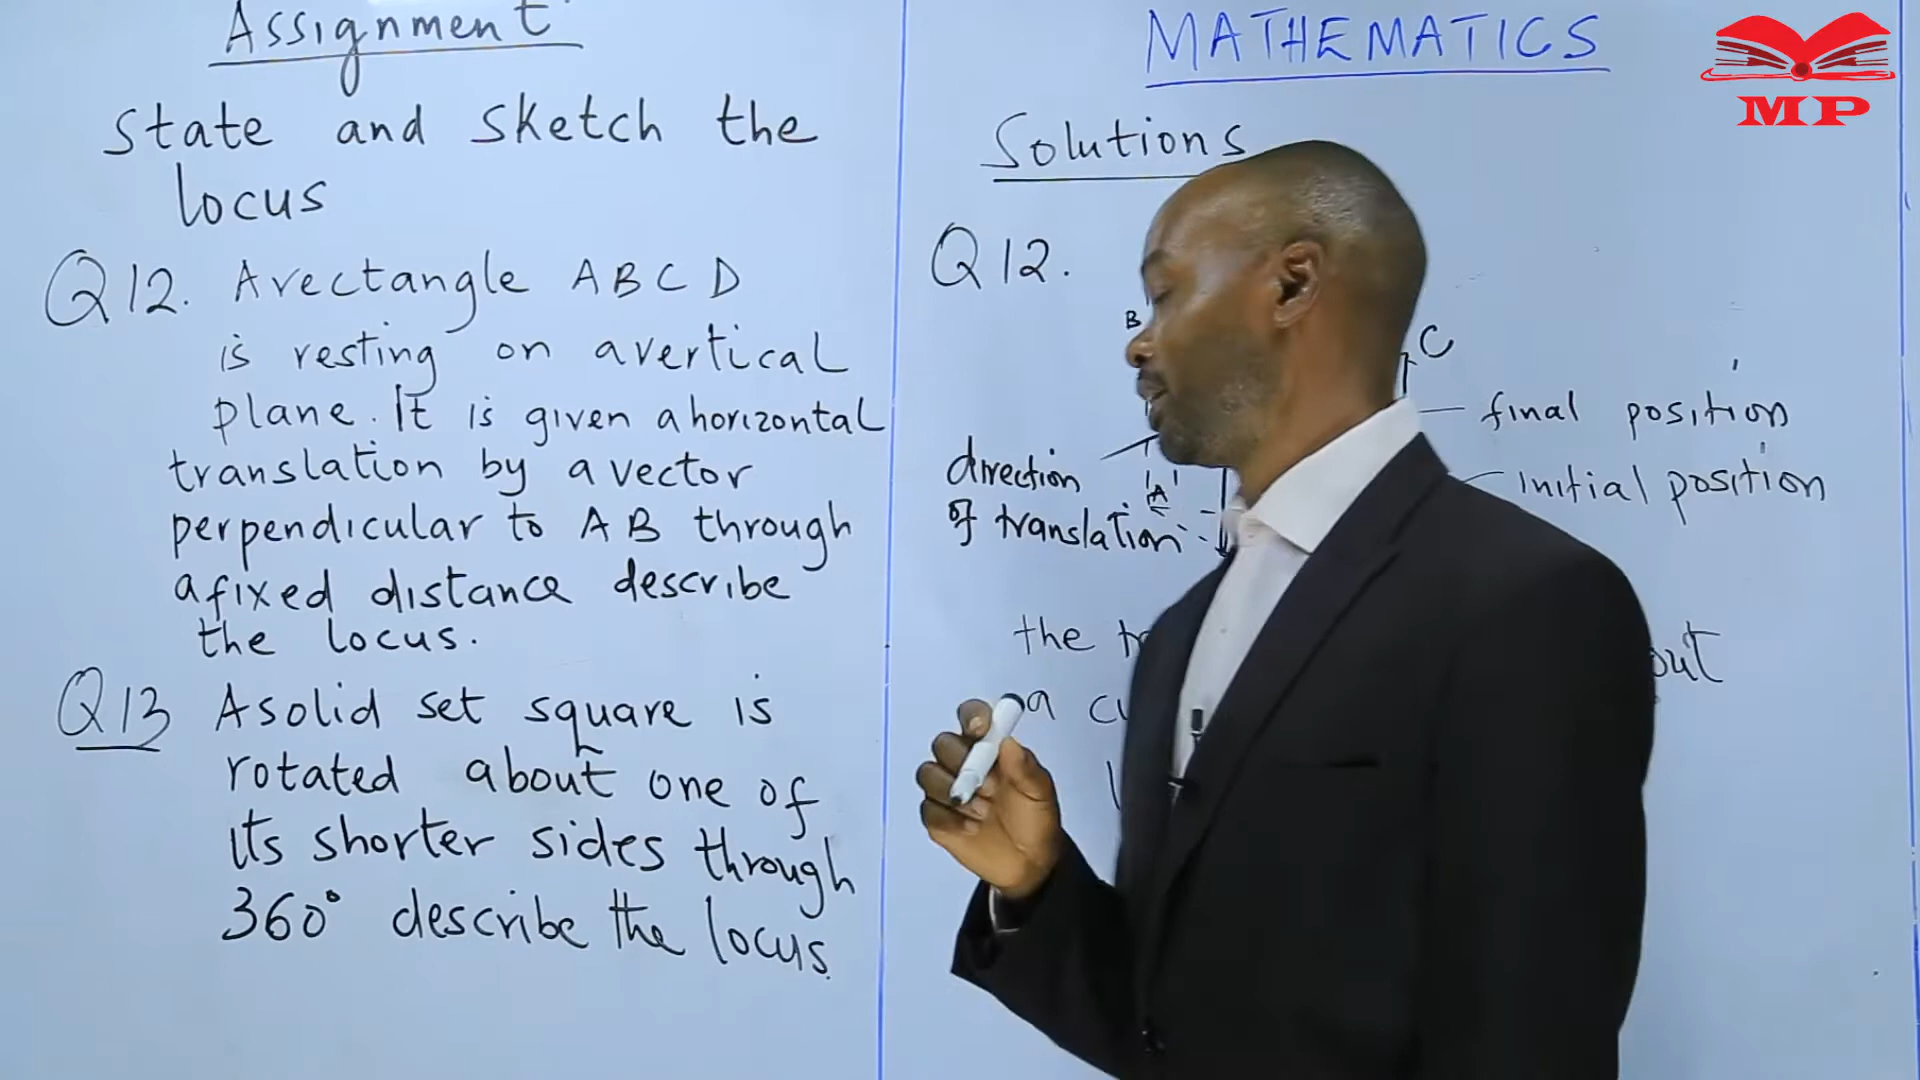 Assignment
State and sketch the
locus
Q12. A rectangle ABCD
is resting on a vertical
plane. It is given a horizontal
translation by a vector
perpendicular to AB through
a fixed distance describe
the locus.
Q13 A solid set square is
rotated about one of
its shorter sides through
360° describe the locus.
MATHEMATICS
MP
Solutions
Q12.
B
C
final position
initial position
direction
of translation
A
the
a